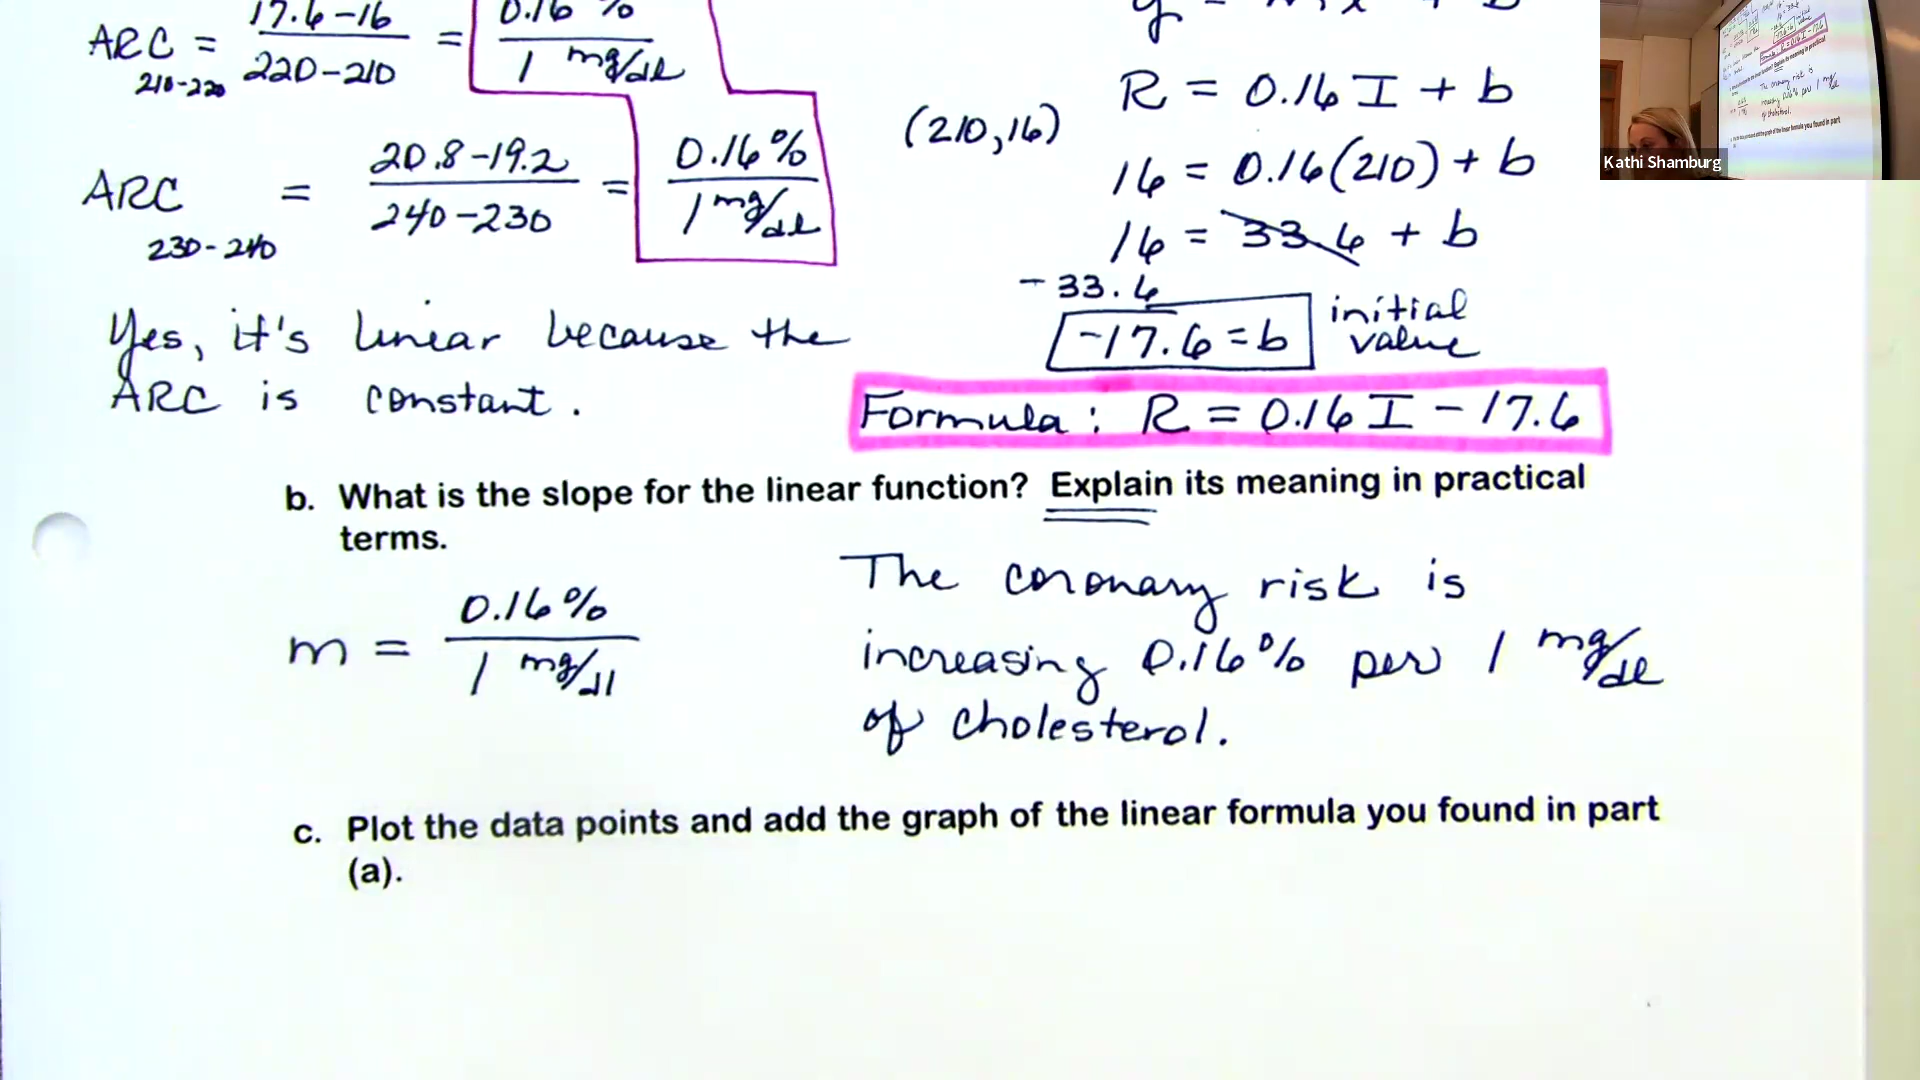 ARC = 17.6-16 / 220-210 = 0.16 % / 1 mg/dl
210-220
ARC = 20.8-19.2 / 240-230 = 0.16% / 1 mg/dl
230-240
Yes, it's linear because the
ARC is constant.
R = 0.16 I + b
(210,16)
16 = 0.16(210) + b
16 = 33.6 + b
-33.6
-17.6 = b initial
value
Formula: R = 0.16 I - 17.6
b. What is the slope for the linear function? Explain its meaning in practical
terms.
m = 0.16% / 1 mg/dl
The coronary risk is
increasing 0.16% per 1 mg/dl
of cholesterol.
c. Plot the data points and add the graph of the linear formula you found in part
(a).
Kathi Shamburg